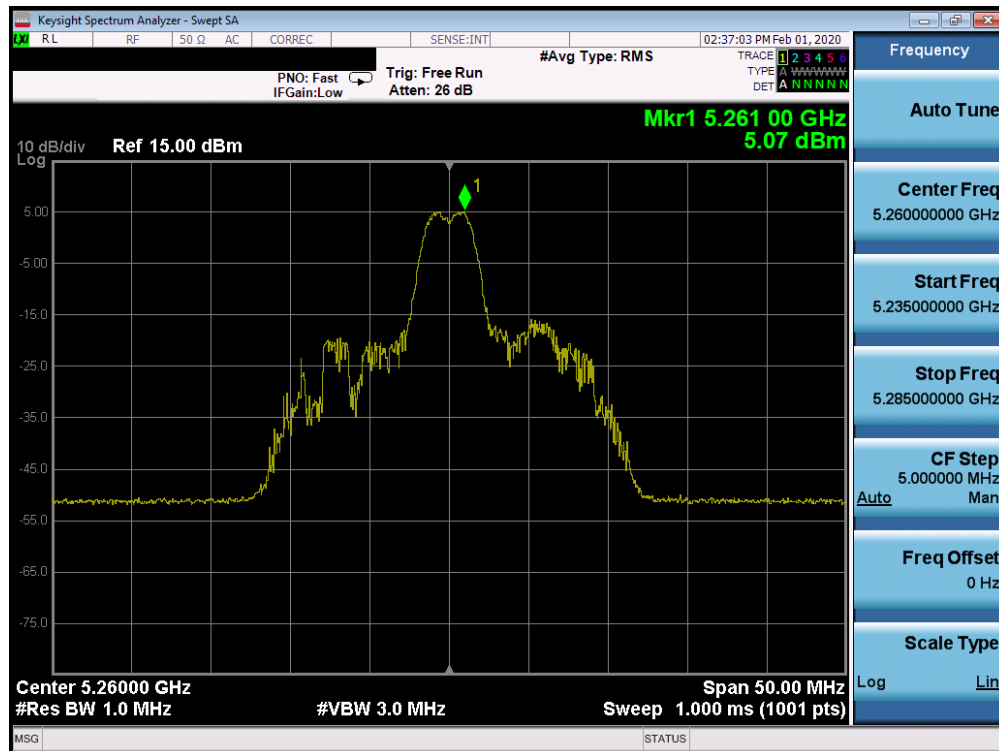 Keysight Spectrum Analyzer - Swept SA
LXI RL RF 50 Ω AC CORREC SENSE:INT 02:37:03 PM Feb 01, 2020
#Avg Type: RMS
TRACE 1 2 3 4 5 6
TYPE A WWWWW
DET A N N N N N
PNO: Fast
IFGain:Low
Trig: Free Run
Atten: 26 dB
Mkr1 5.261 00 GHz
5.07 dBm
10 dB/div Ref 15.00 dBm
Log
1
5.00
-5.00
-15.0
-25.0
-35.0
-45.0
-55.0
-65.0
-75.0
Center 5.26000 GHz Span 50.00 MHz
#Res BW 1.0 MHz #VBW 3.0 MHz Sweep 1.000 ms (1001 pts)
MSG STATUS
Frequency
Auto Tune
Center Freq
5.260000000 GHz
Start Freq
5.235000000 GHz
Stop Freq
5.285000000 GHz
CF Step
5.000000 MHz
Auto Man
Freq Offset
0 Hz
Scale Type
Log Lin